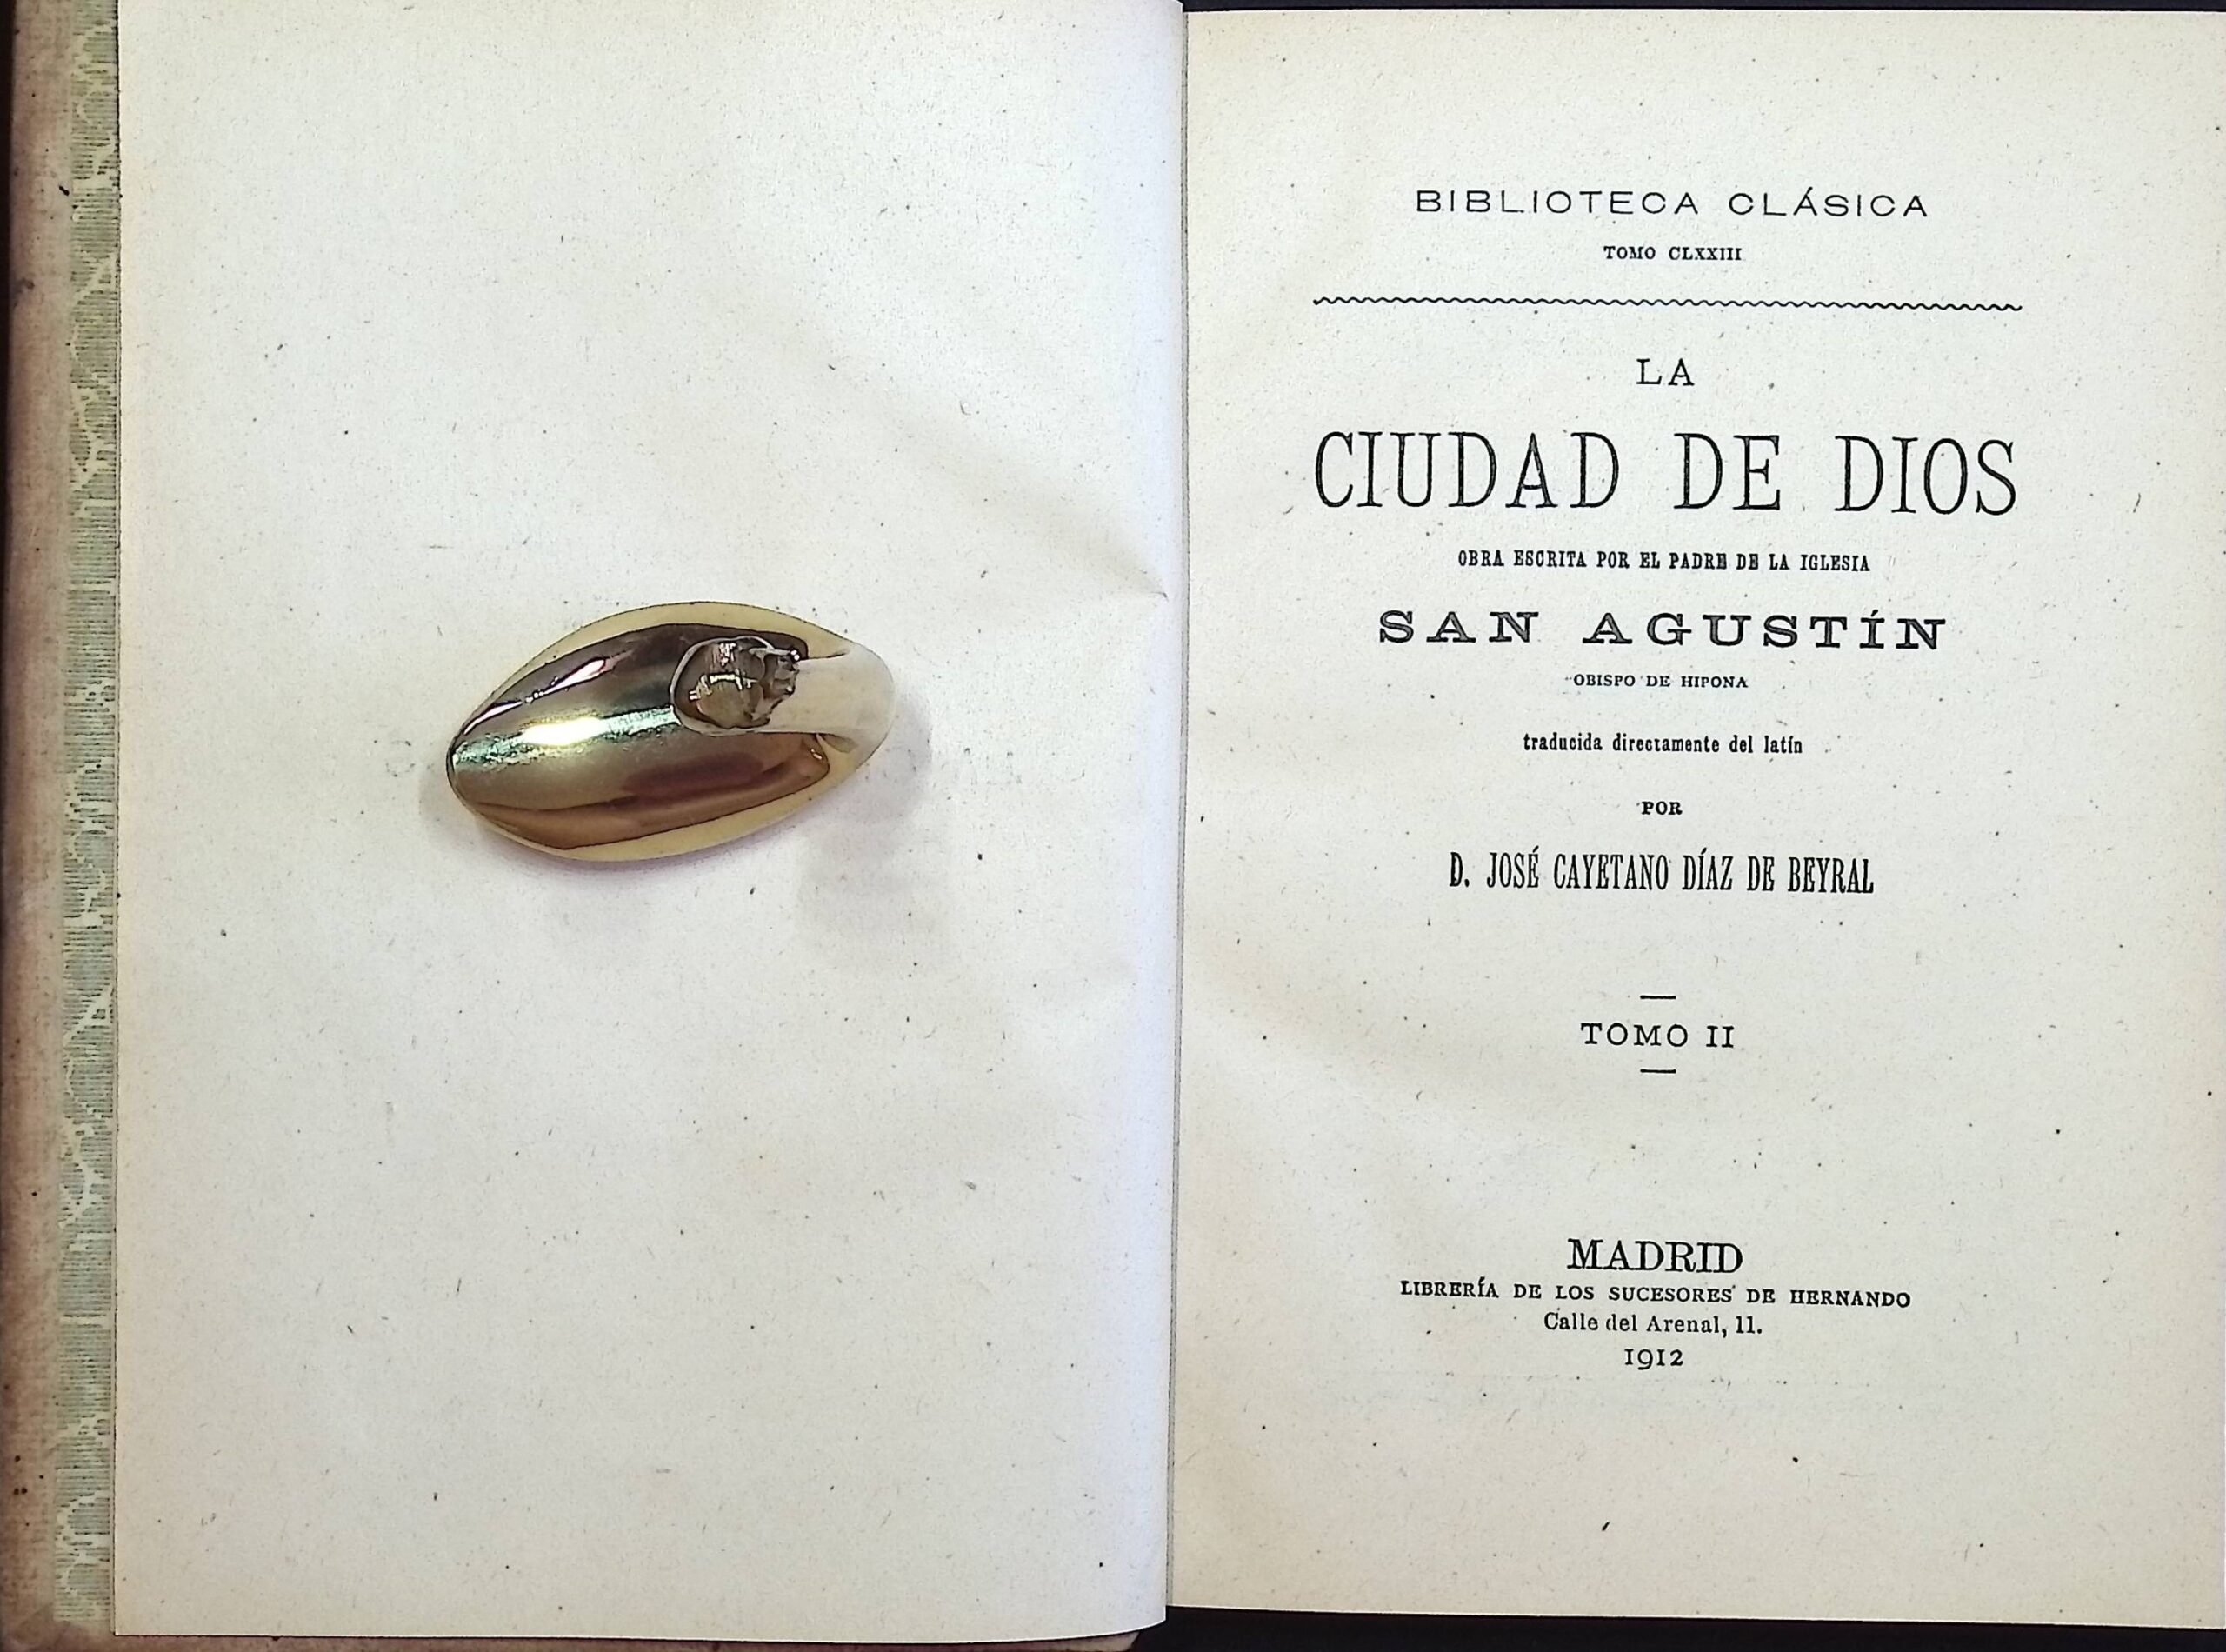 BIBLIOTECA CLÁSICA
TOMO CLXXIII
LA
CIUDAD DE DIOS
OBRA ESCRITA POR EL PADRE DE LA IGLESIA
SAN AGUSTÍN
OBISPO DE HIPONA
traducida directamente del latín
POR
D. JOSÉ CAYETANO DÍAZ DE BEYRAL
TOMO II
MADRID
LIBRERÍA DE LOS SUCESORES DE HERNANDO
Calle del Arenal, 11.
1912